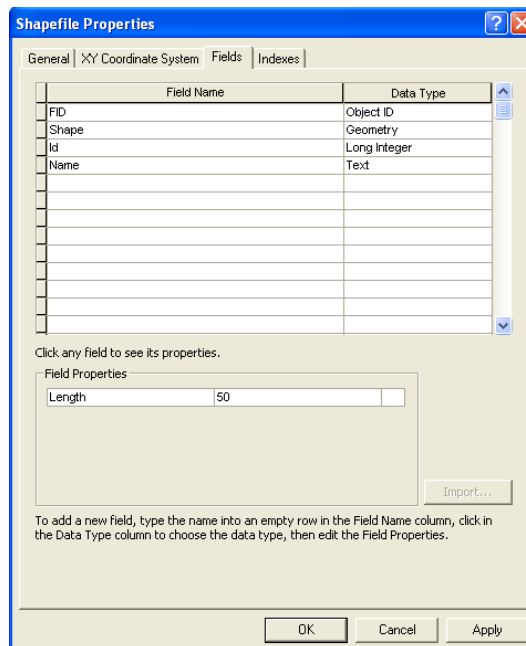 Shapefile Properties
General XY Coordinate System Fields Indexes
Field Name Data Type
FID Object ID
Shape Geometry
Id Long Integer
Name Text
Click any field to see its properties.
Field Properties
Length 50
Import...
To add a new field, type the name into an empty row in the Field Name column, click in
the Data Type column to choose the data type, then edit the Field Properties.
OK Cancel Apply